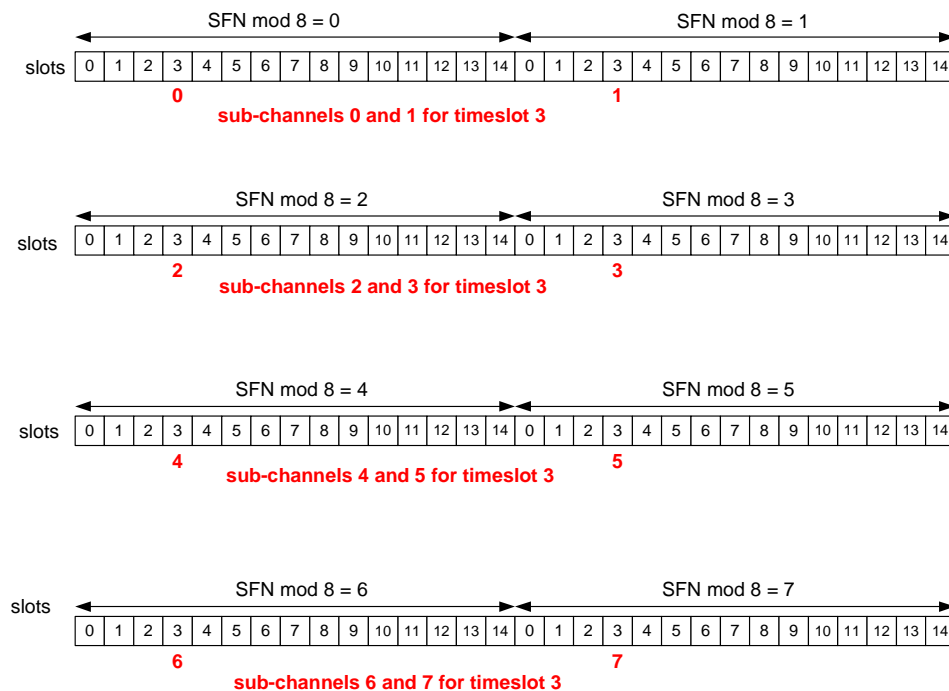 SFN mod 8 = 0 SFN mod 8 = 1
slots 0 1 2 3 4 5 6 7 8 9 10 11 12 13 14 0 1 2 3 4 5 6 7 8 9 10 11 12 13 14
0 1
sub-channels 0 and 1 for timeslot 3
SFN mod 8 = 2 SFN mod 8 = 3
slots 0 1 2 3 4 5 6 7 8 9 10 11 12 13 14 0 1 2 3 4 5 6 7 8 9 10 11 12 13 14
2 3
sub-channels 2 and 3 for timeslot 3
SFN mod 8 = 4 SFN mod 8 = 5
slots 0 1 2 3 4 5 6 7 8 9 10 11 12 13 14 0 1 2 3 4 5 6 7 8 9 10 11 12 13 14
4 5
sub-channels 4 and 5 for timeslot 3
SFN mod 8 = 6 SFN mod 8 = 7
slots
0 1 2 3 4 5 6 7 8 9 10 11 12 13 14 0 1 2 3 4 5 6 7 8 9 10 11 12 13 14
6 7
sub-channels 6 and 7 for timeslot 3